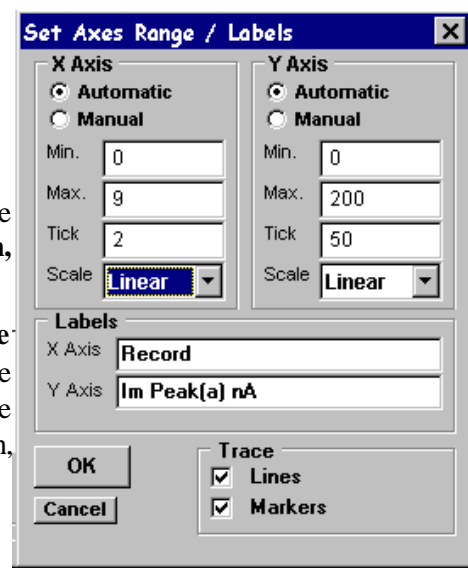 Set Axes Range / Labels
X Axis
Automatic
Manual
Min. 0
Max. 9
Tick 2
Scale Linear
Y Axis
Automatic
Manual
Min. 0
Max. 200
Tick 50
Scale Linear
Labels
X Axis Record
Y Axis Im Peak(a) nA
OK
Cancel
Trace
Lines
Markers